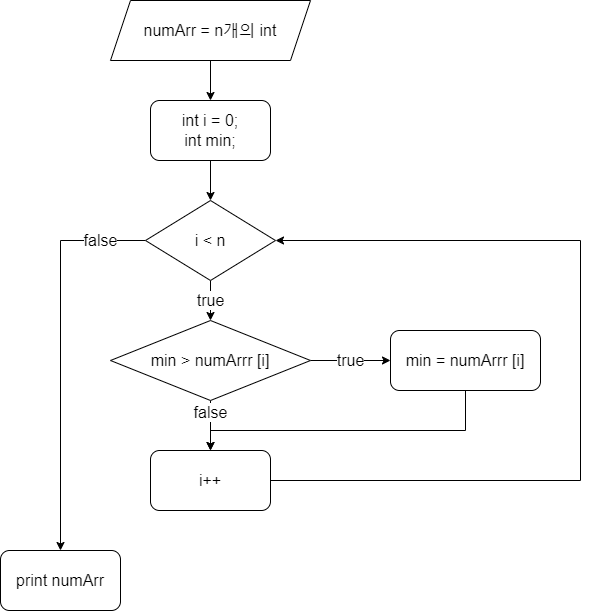 numArr = n개의 int
int i = 0;
int min;
i < n
false
true
min > numArrr [i]
true
min = numArrr [i]
false
i++
print numArr